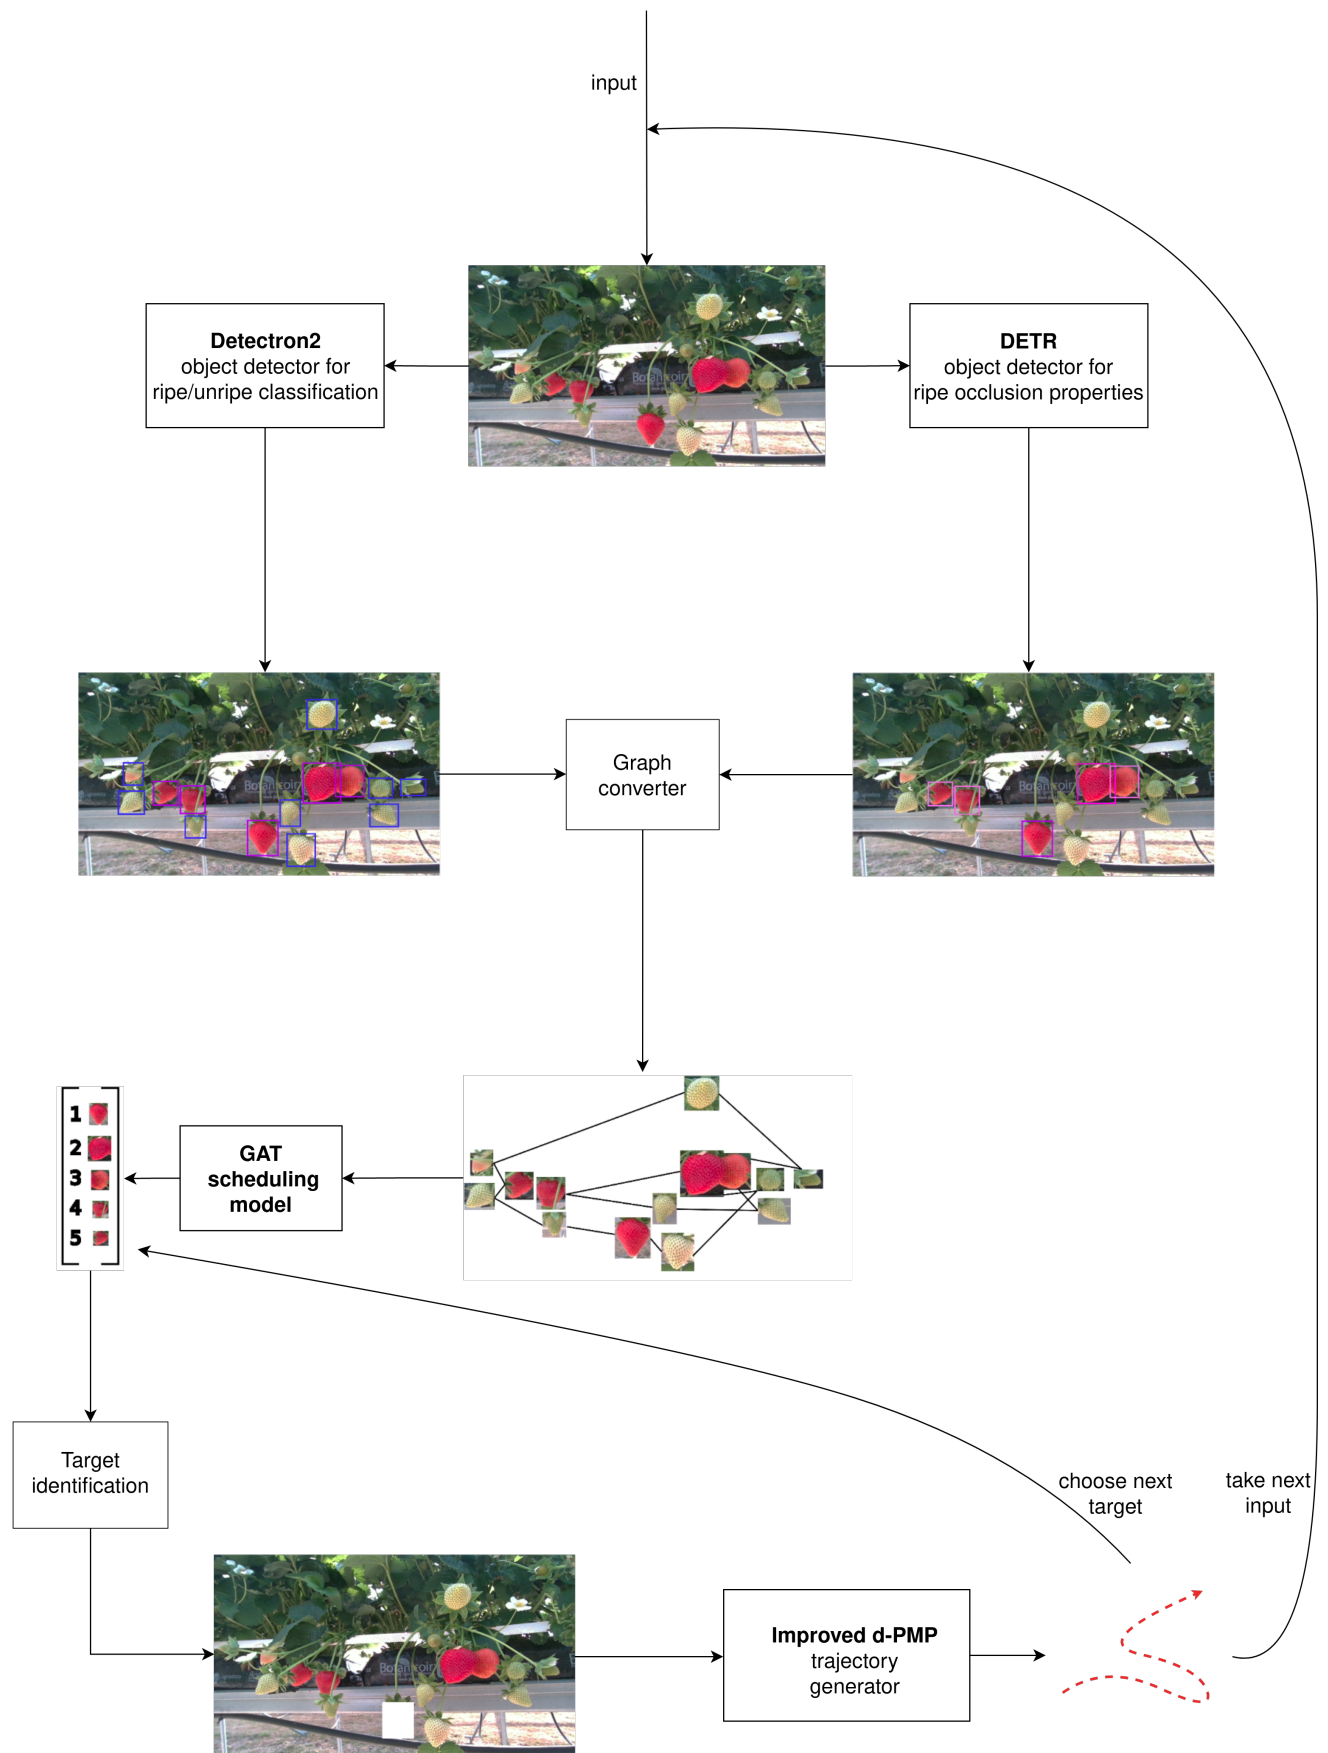 input
Detectron2
object detector for
ripe/unripe classification
DETR
object detector for
ripe occlusion properties
Graph
converter
GAT
scheduling
model
1
2
3
4
5
Target
identification
choose next
target
take next
input
Improved d-PMP
trajectory
generator